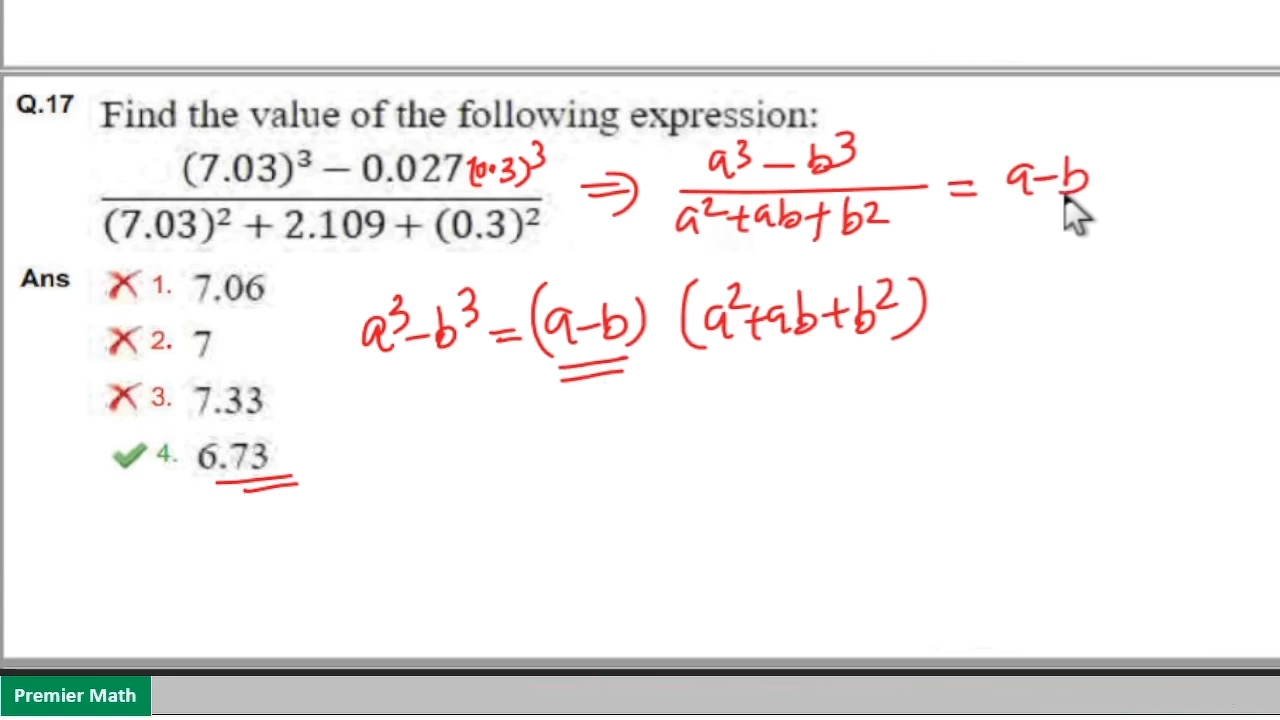 Q.17 Find the value of the following expression:
(7.03)³ − 0.027 (0.3)³ ⇒ a³ − b³ = a−b
(7.03)² + 2.109 + (0.3)² a²+ab+b²
Ans 1. 7.06
a³−b³ = (a−b) (a²+ab+b²)
2. 7
3. 7.33
4. 6.73
Premier Math